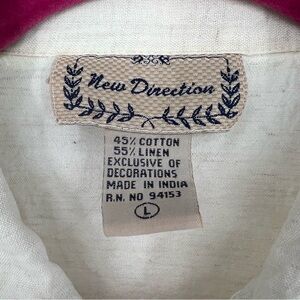 New Direction
45% COTTON
55% LINEN
EXCLUSIVE OF
DECORATIONS
MADE IN INDIA
R.N. NO 94153
L